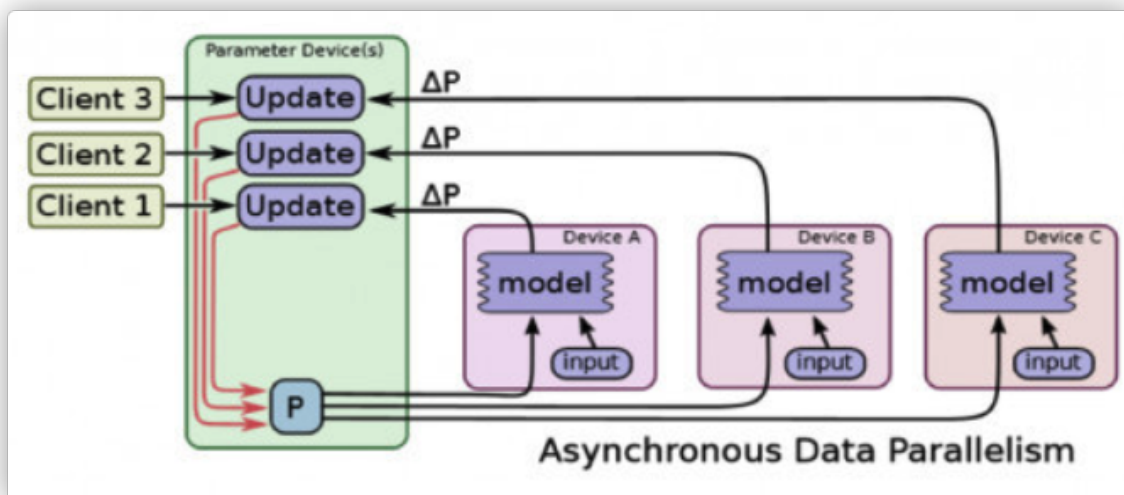 Parameter Device(s)
Client 3
Update
ΔP
Client 2
Update
ΔP
Client 1
Update
ΔP
Device A
model
input
Device B
model
input
Device C
model
input
P
Asynchronous Data Parallelism